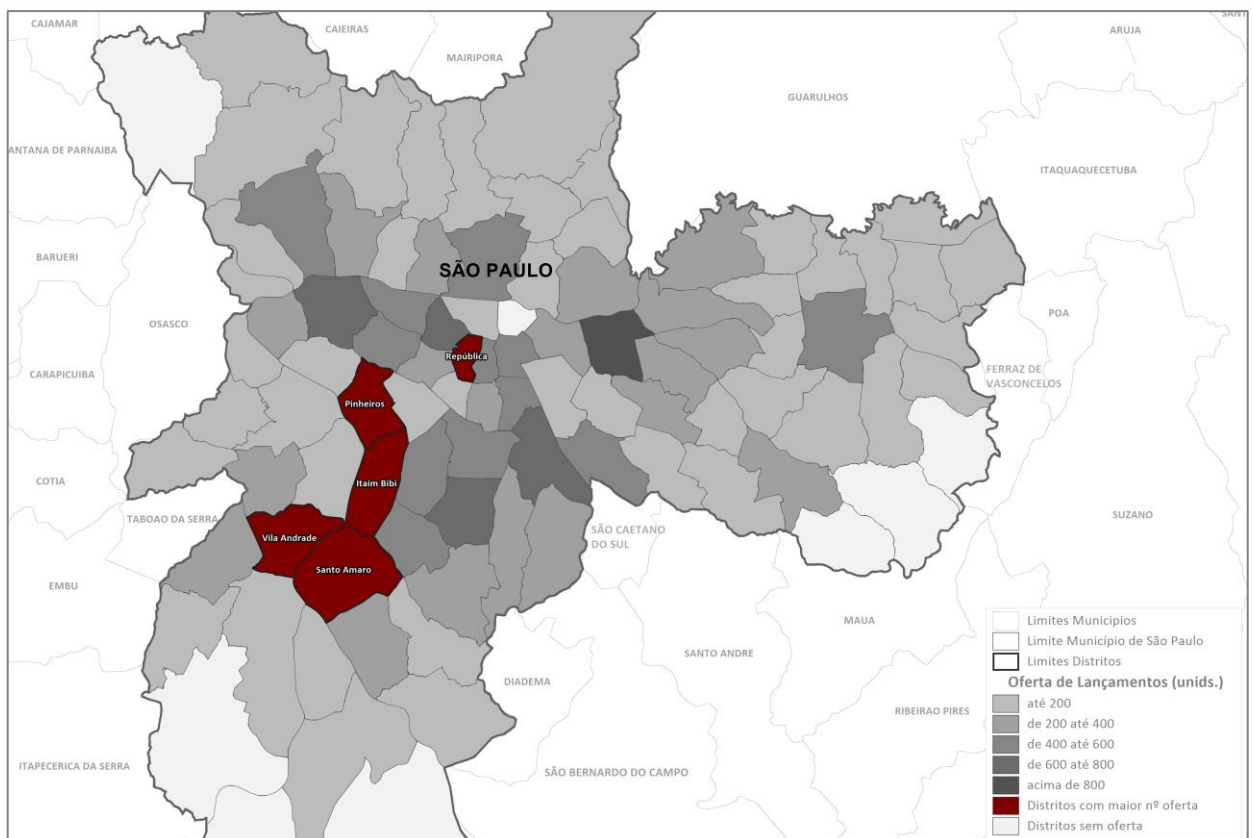 CAJAMAR
CAIEIRAS
MAIRIPORA
ARUJA
SANT
GUARULHOS
ANTANA DE PARNAIBA
ITAQUAQUECETUBA
BARUERI
SÃO PAULO
OSASCO
POA
República
CARAPICUIBA
FERRAZ DE
VASCONCELOS
Pinheiros
COTIA
Itaim Bibi
TABOAO DA SERRA
SUZANO
SÃO CAETANO
DO SUL
Vila Andrade
Santo Amaro
EMBU
MAUA
SANTO ANDRE
DIADEMA
RIBEIRAO PIRES
ITAPECERICA DA SERRA
SÃO BERNARDO DO CAMPO
Limites Municipios
Limite Município de São Paulo
Limites Distritos
Oferta de Lançamentos (unids.)
até 200
de 200 até 400
de 400 até 600
de 600 até 800
acima de 800
Distritos com maior nº oferta
Distritos sem oferta